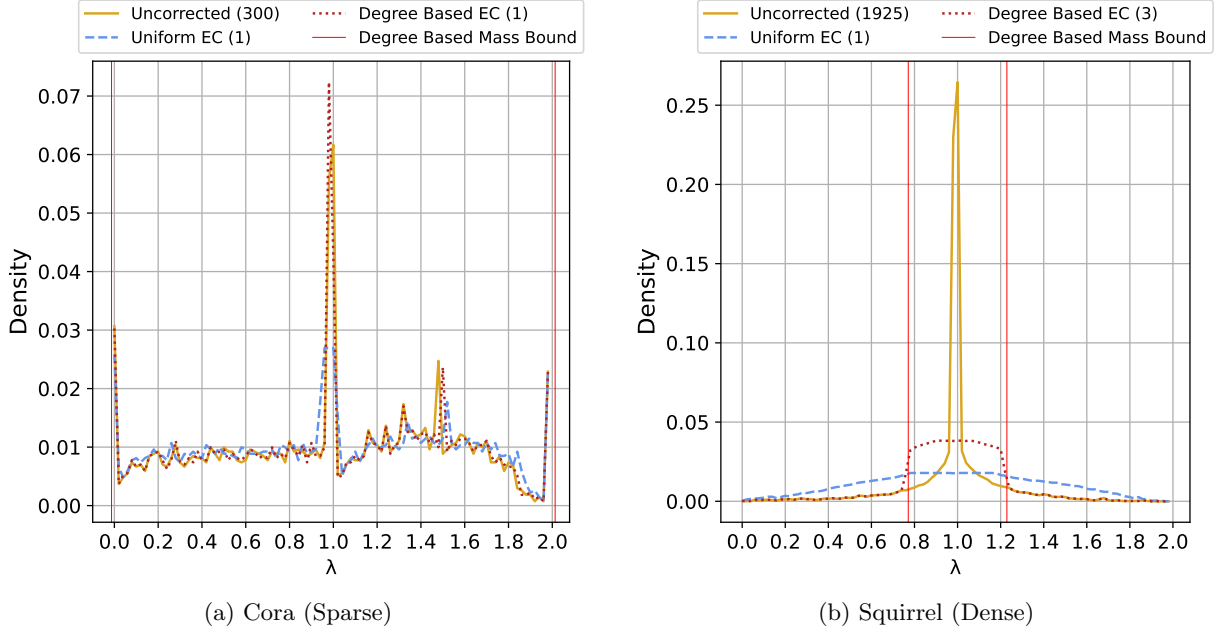 Uncorrected (300)
Uniform EC (1)
Degree Based EC (1)
Degree Based Mass Bound
Density
0.07
0.06
0.05
0.04
0.03
0.02
0.01
0.00
0.0 0.2 0.4 0.6 0.8 1.0 1.2 1.4 1.6 1.8 2.0
λ
(a) Cora (Sparse)
Uncorrected (1925)
Uniform EC (1)
Degree Based EC (3)
Degree Based Mass Bound
Density
0.25
0.20
0.15
0.10
0.05
0.00
0.0 0.2 0.4 0.6 0.8 1.0 1.2 1.4 1.6 1.8 2.0
λ
(b) Squirrel (Dense)